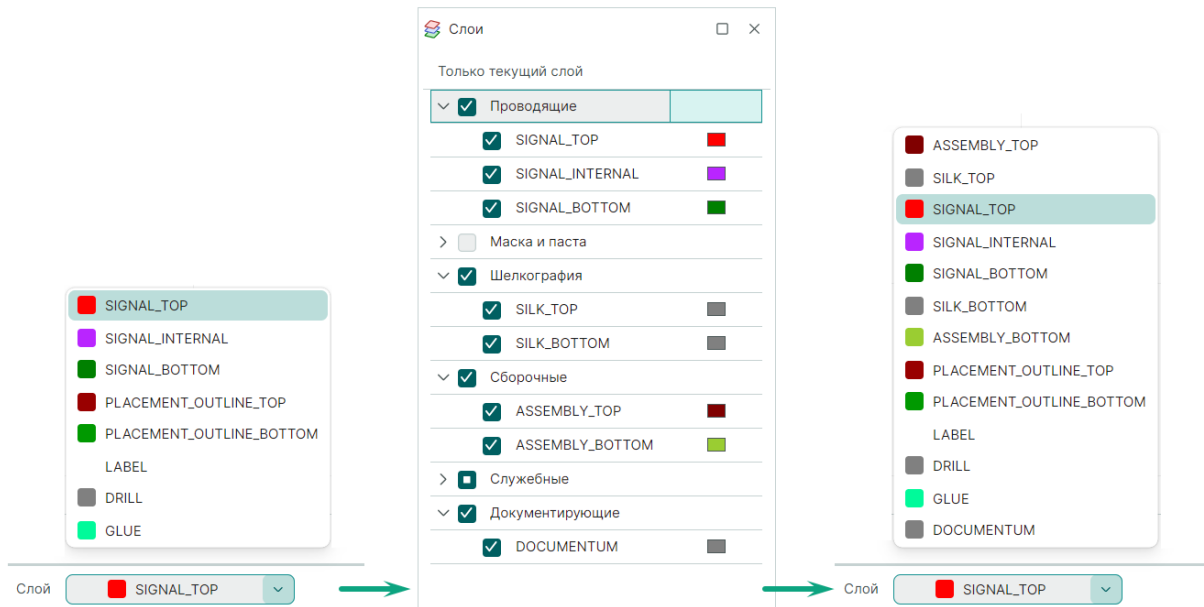 SIGNAL_TOP
SIGNAL_INTERNAL
SIGNAL_BOTTOM
PLACEMENT_OUTLINE_TOP
PLACEMENT_OUTLINE_BOTTOM
LABEL
DRILL
GLUE
Слой SIGNAL_TOP
Слои
Только текущий слой
Проводящие
SIGNAL_TOP
SIGNAL_INTERNAL
SIGNAL_BOTTOM
Маска и паста
Шелкография
SILK_TOP
SILK_BOTTOM
Сборочные
ASSEMBLY_TOP
ASSEMBLY_BOTTOM
Служебные
Документирующие
DOCUMENTUM
ASSEMBLY_TOP
SILK_TOP
SIGNAL_TOP
SIGNAL_INTERNAL
SIGNAL_BOTTOM
SILK_BOTTOM
ASSEMBLY_BOTTOM
PLACEMENT_OUTLINE_TOP
PLACEMENT_OUTLINE_BOTTOM
LABEL
DRILL
GLUE
DOCUMENTUM
Слой SIGNAL_TOP